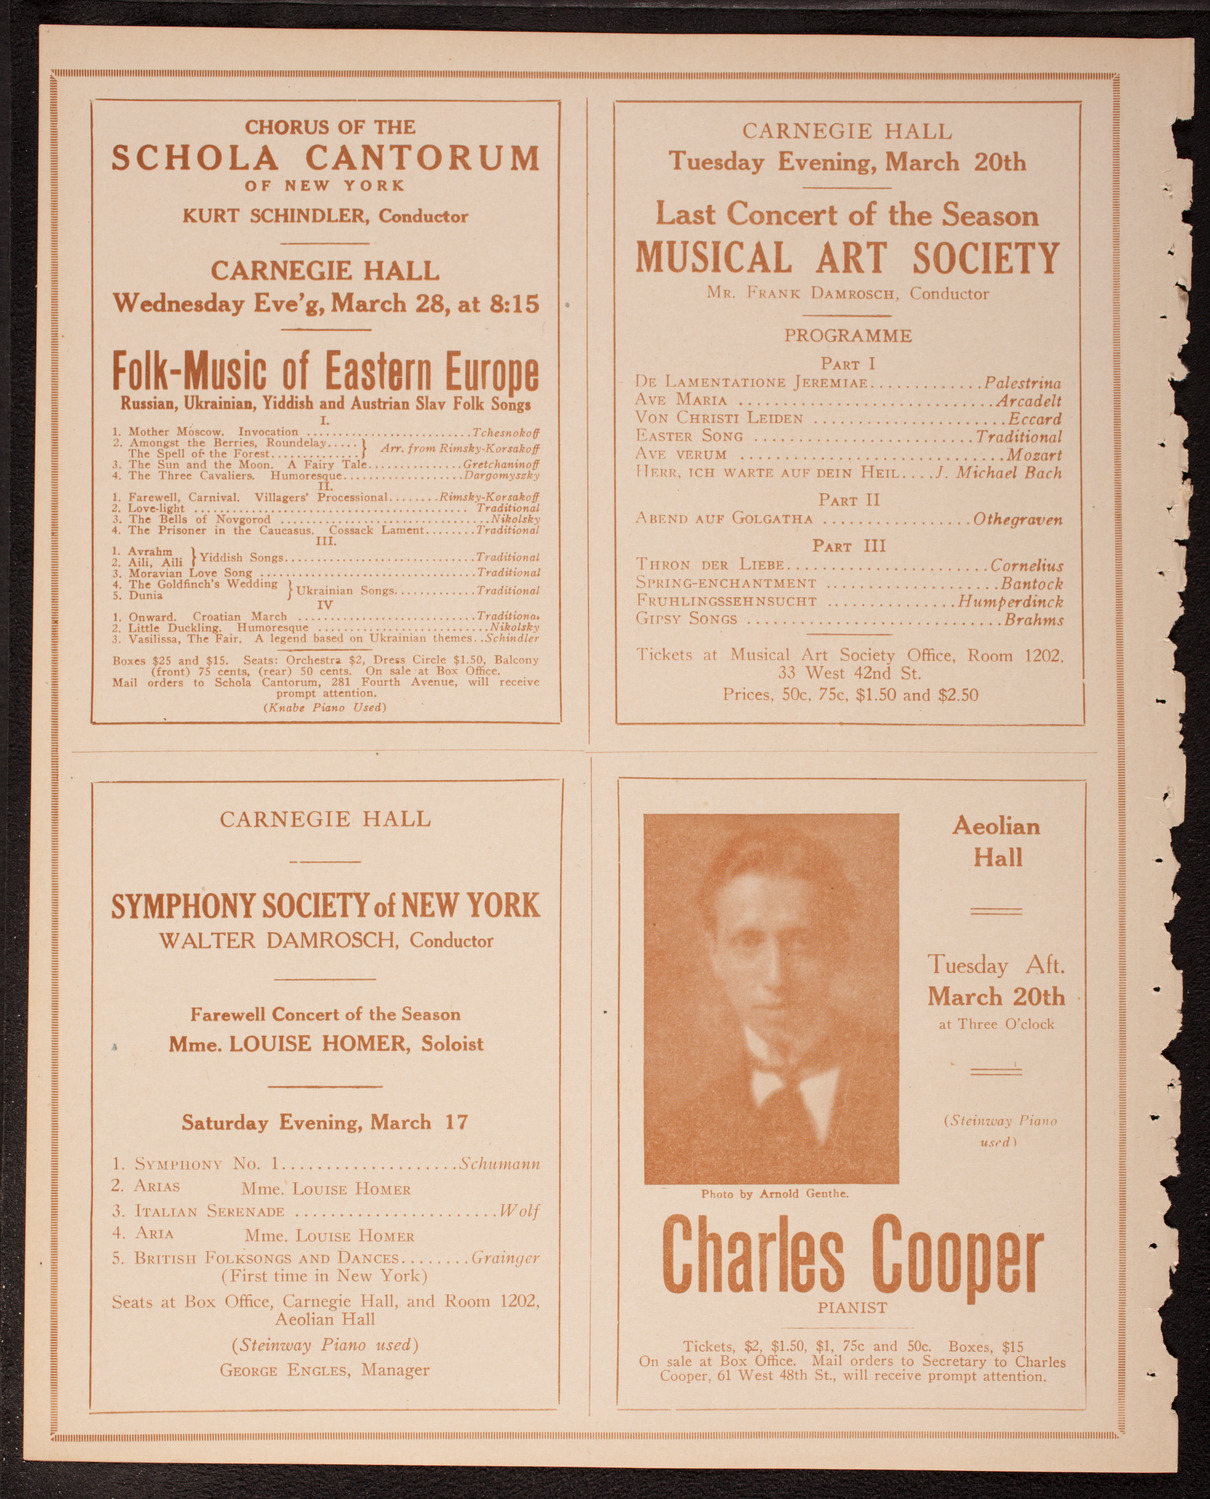 CHORUS OF THE
SCHOLA CANTORUM
OF NEW YORK
KURT SCHINDLER, Conductor
CARNEGIE HALL
Wednesday Eve'g, March 28, at 8:15
Folk-Music of Eastern Europe
Russian, Ukrainian, Yiddish and Austrian Slav Folk Songs
I.
1. Mother Moscow. Invocation ........................Tchesnokoff
2. Amongst the Berries, Roundelay.....} Arr. from Rimsky-Korsakoff
The Spell of the Forest.............
3. The Sun and the Moon. A Fairy Tale..............Gretchaninoff
4. The Three Cavaliers. Humoresque..................Dargomyszky
II.
1. Farewell, Carnival. Villagers' Processional........Rimsky-Korsakoff
2. Love-light ........................................ Traditional
3. The Bells of Novgorod ..............................Nikolsky
4. The Prisoner in the Caucasus. Cossack Lament........Traditional
III.
1. Avrahm
2. Aili, Aili } Yiddish Songs............................Traditional
3. Moravian Love Song ................................Traditional
4. The Goldfinch's Wedding
5. Dunia } Ukrainian Songs............Traditional
IV
1. Onward. Croatian March ..........................Traditional
2. Little Duckling. Humoresque .........................Nikolsky
3. Vasilissa, The Fair. A legend based on Ukrainian themes..Schindler
Boxes $25 and $15. Seats: Orchestra $2, Dress Circle $1.50, Balcony
(front) 75 cents, (rear) 50 cents. On sale at Box Office.
Mail orders to Schola Cantorum, 281 Fourth Avenue, will receive
prompt attention.
(Knabe Piano Used)
CARNEGIE HALL
Tuesday Evening, March 20th
Last Concert of the Season
MUSICAL ART SOCIETY
MR. FRANK DAMROSCH, Conductor
PROGRAMME
PART I
DE LAMENTATIONE JEREMIAE.............Palestrina
AVE MARIA ............................Arcadelt
VON CHRISTI LEIDEN .....................Eccard
EASTER SONG ........................Traditional
AVE VERUM .............................Mozart
HERR, ICH WARTE AUF DEIN HEIL....J. Michael Bach
PART II
ABEND AUF GOLGATHA ................Othegraven
PART III
THRON DER LIEBE.......................Cornelius
SPRING-ENCHANTMENT ...................Bantock
FRUHLINGSSEHNSUCHT ..............Humperdinck
GIPSY SONGS ............................Brahms
Tickets at Musical Art Society Office, Room 1202,
33 West 42nd St.
Prices, 50c, 75c, $1.50 and $2.50
CARNEGIE HALL
SYMPHONY SOCIETY of NEW YORK
WALTER DAMROSCH, Conductor
Farewell Concert of the Season
Mme. LOUISE HOMER, Soloist
Saturday Evening, March 17
1. SYMPHONY NO. 1....................Schumann
2. ARIAS Mme. LOUISE HOMER
3. ITALIAN SERENADE .......................Wolf
4. ARIA Mme. LOUISE HOMER
5. BRITISH FOLKSONGS AND DANCES........Grainger
(First time in New York)
Seats at Box Office, Carnegie Hall, and Room 1202,
Aeolian Hall
(Steinway Piano used)
GEORGE ENGLES, Manager
Aeolian
Hall
Tuesday Aft.
March 20th
at Three O'clock
(Steinway Piano
used)
Photo by Arnold Genthe.
Charles Cooper
PIANIST
Tickets, $2, $1.50, $1, 75c and 50c. Boxes, $15
On sale at Box Office. Mail orders to Secretary to Charles
Cooper, 61 West 48th St., will receive prompt attention.